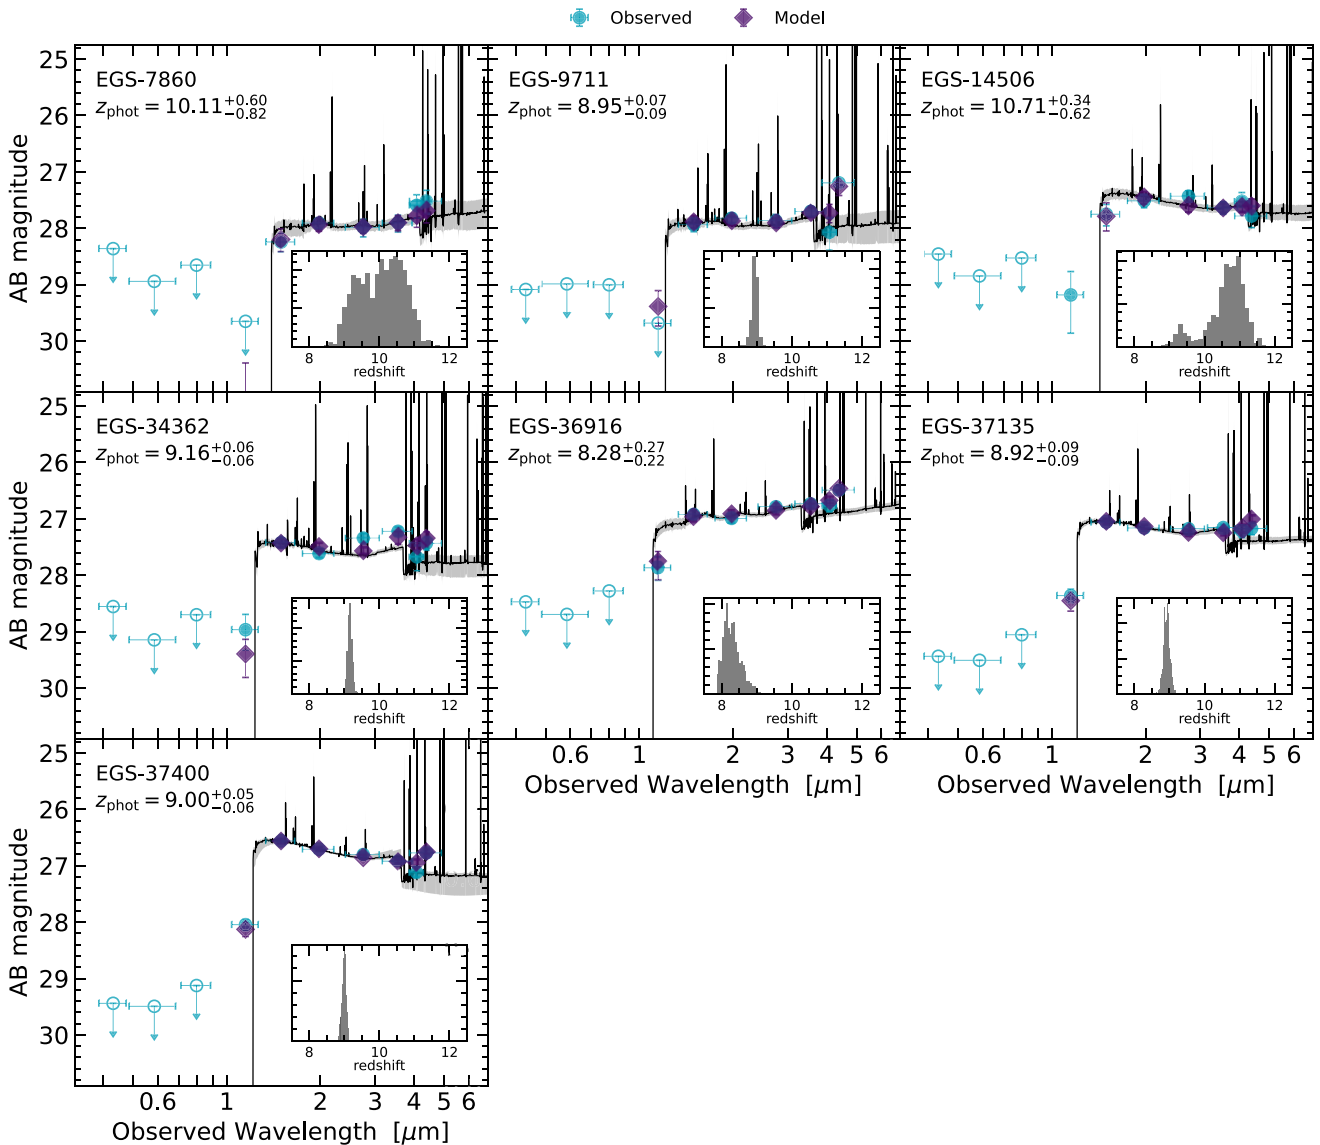 Observed Model
25
26
27
28
29
30
AB magnitude
EGS-7860
z_phot = 10.11^{+0.60}_{-0.82}
8 10 12
redshift
EGS-9711
z_phot = 8.95^{+0.07}_{-0.09}
8 10 12
redshift
EGS-14506
z_phot = 10.71^{+0.34}_{-0.62}
8 10 12
redshift
25
26
27
28
29
30
AB magnitude
EGS-34362
z_phot = 9.16^{+0.06}_{-0.06}
8 10 12
redshift
EGS-36916
z_phot = 8.28^{+0.27}_{-0.22}
8 10 12
redshift
0.6 1 2 3 4 5 6
Observed Wavelength [μm]
EGS-37135
z_phot = 8.92^{+0.09}_{-0.09}
8 10 12
redshift
0.6 1 2 3 4 5 6
Observed Wavelength [μm]
25
26
27
28
29
30
AB magnitude
EGS-37400
z_phot = 9.00^{+0.05}_{-0.06}
8 10 12
redshift
0.6 1 2 3 4 5 6
Observed Wavelength [μm]